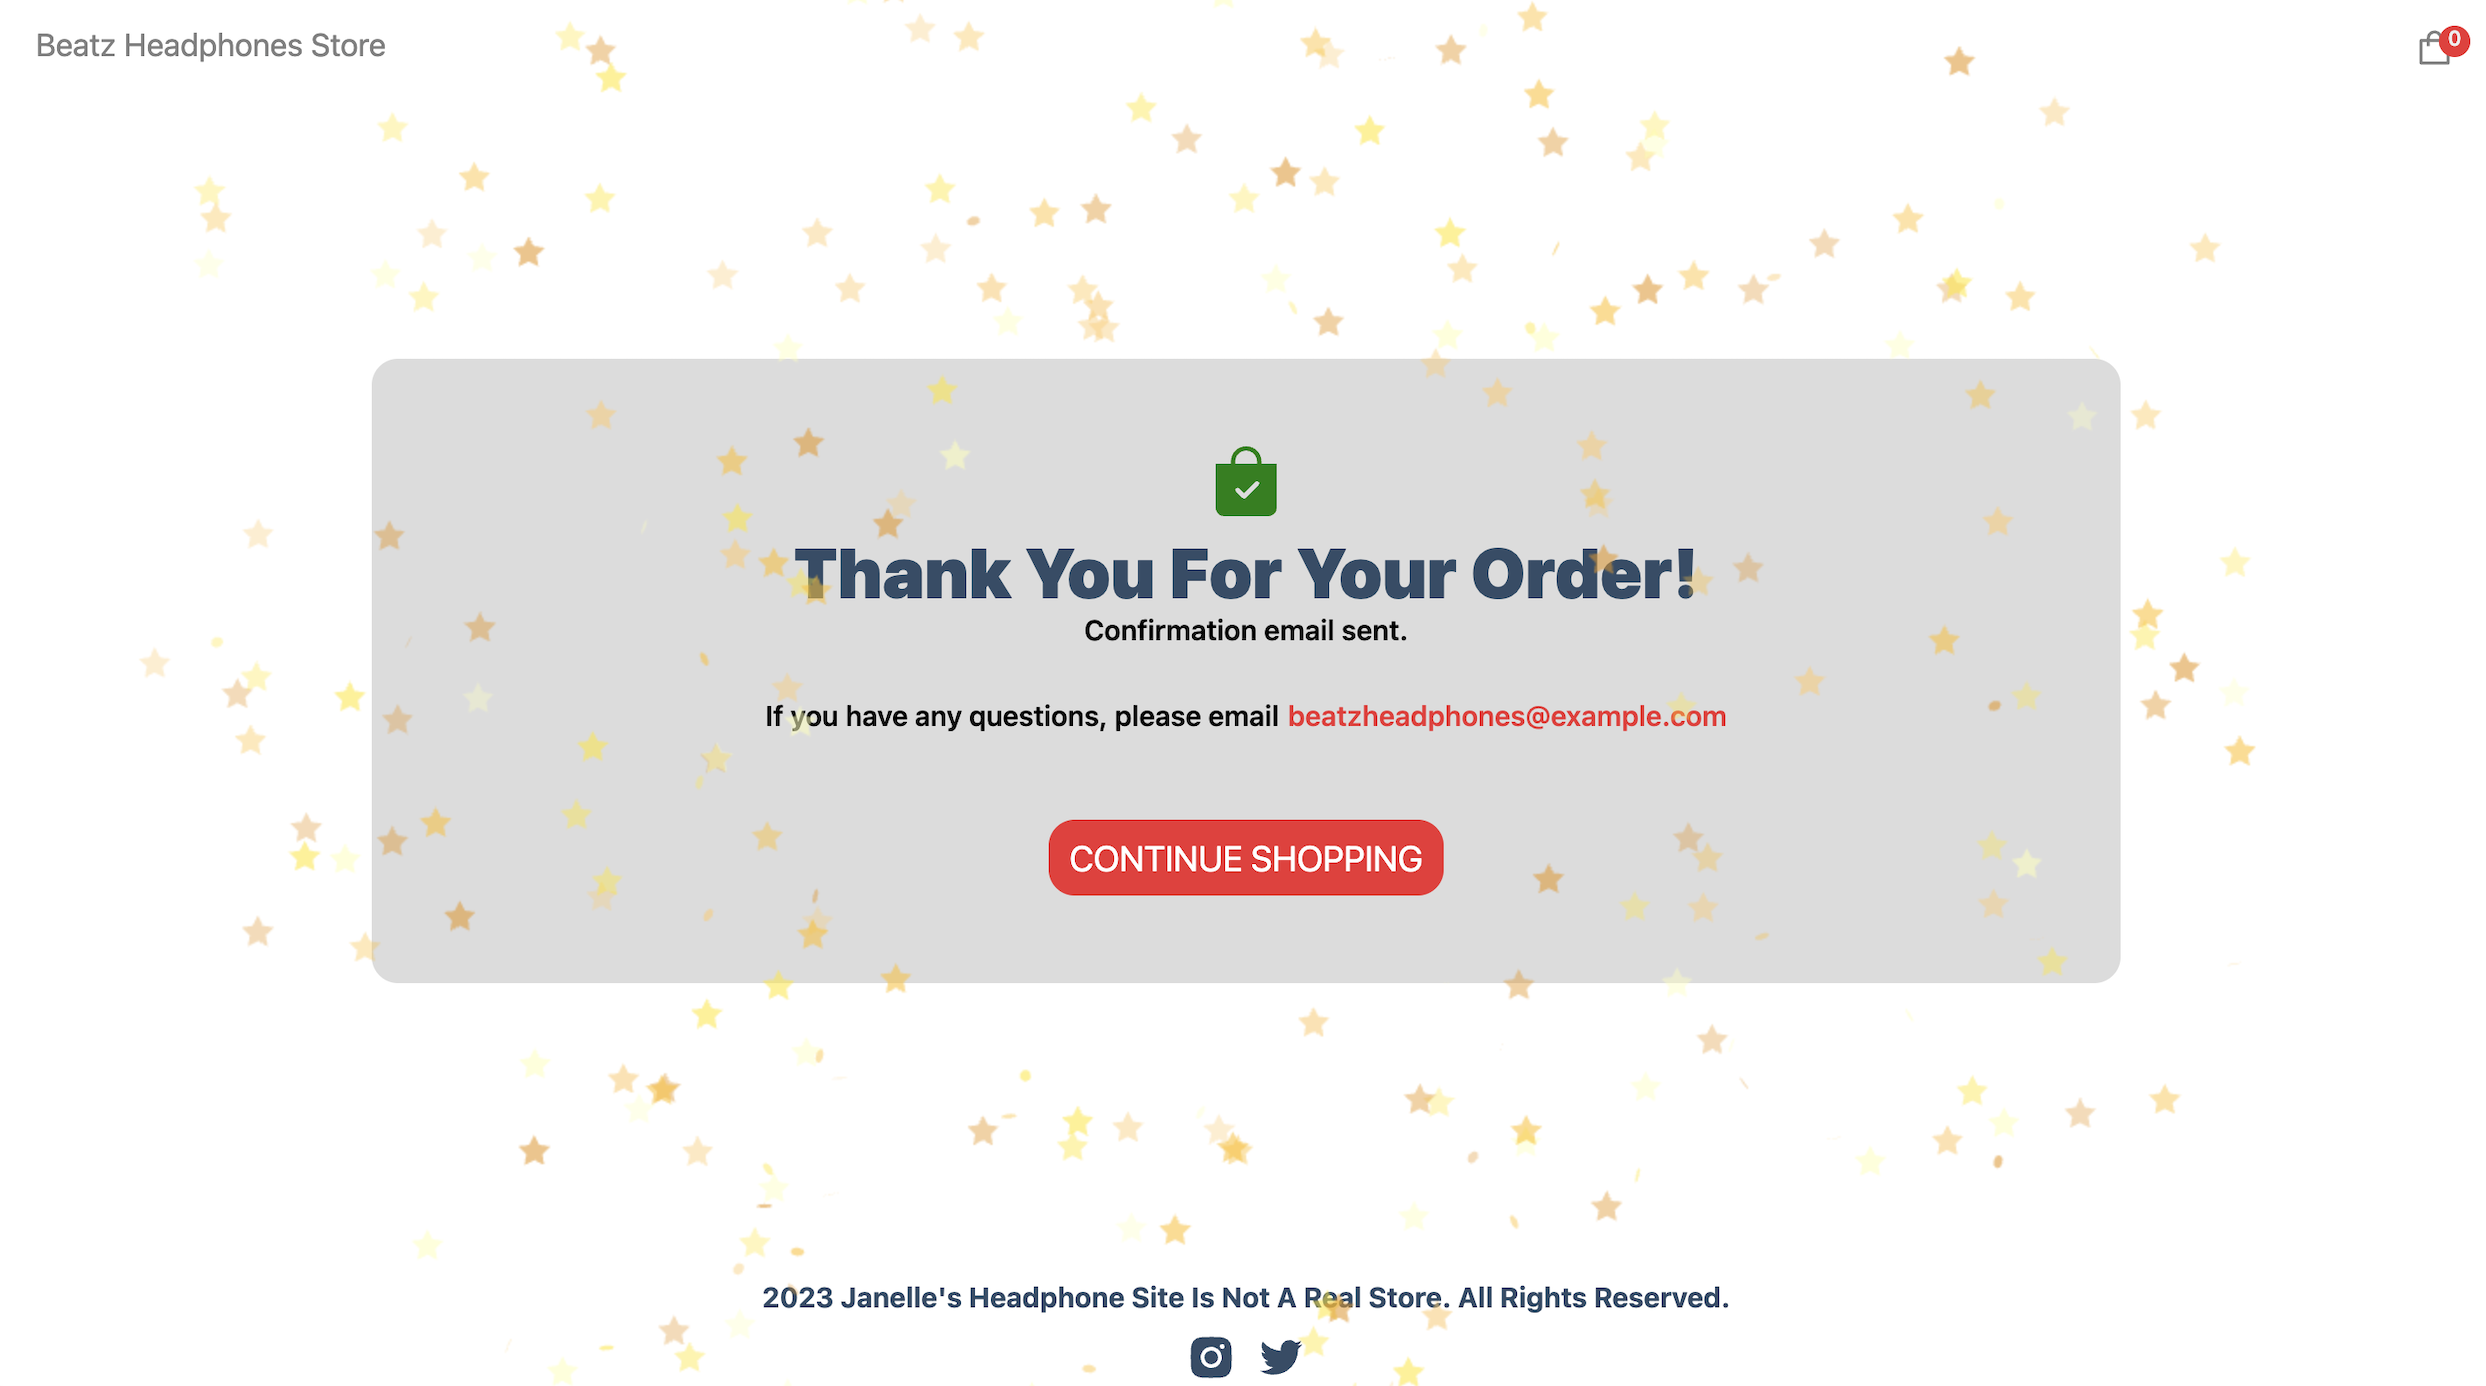 Beatz Headphones Store
0
Thank You For Your Order!
Confirmation email sent.
If you have any questions, please email beatzheadphones@example.com
CONTINUE SHOPPING
2023 Janelle's Headphone Site Is Not A Real Store. All Rights Reserved.